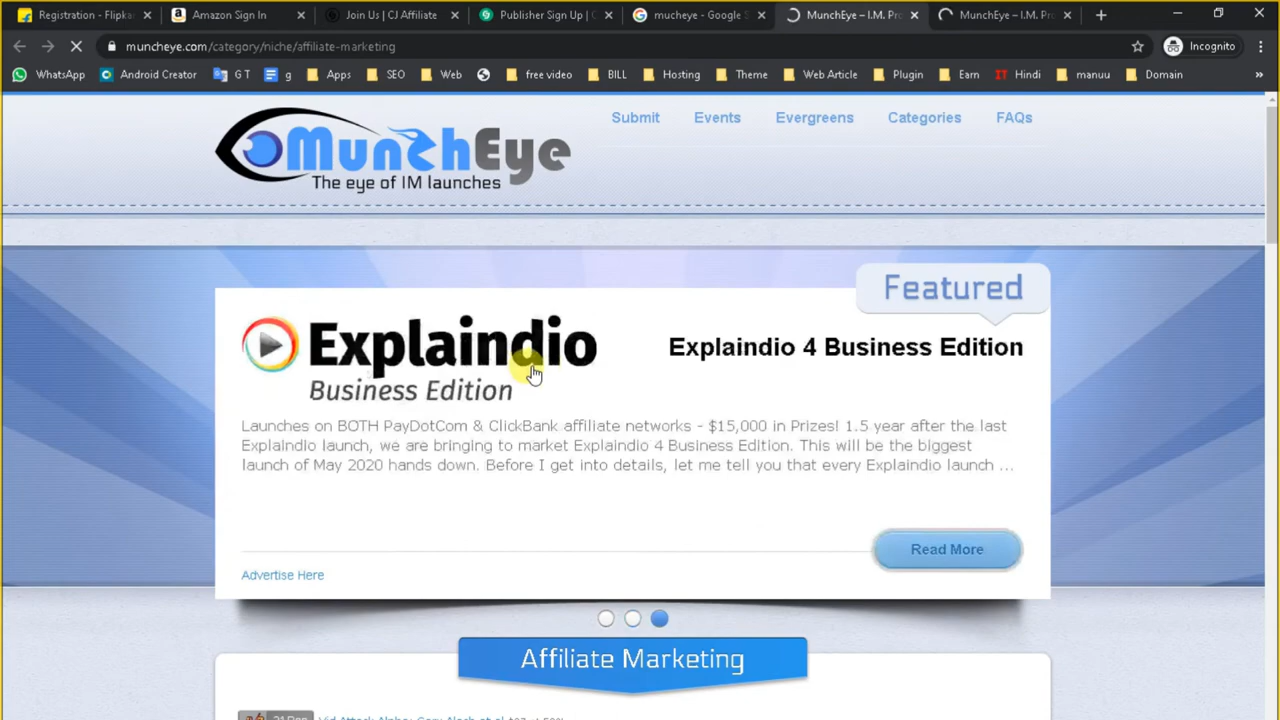 Registration - Flipka
Amazon Sign In
Join Us | CJ Affiliate
Publisher Sign Up | C
mucheye - Google S
MunchEye – I.M. Pro
MunchEye – I.M. Pro
muncheye.com/category/niche/affiliate-marketing
Incognito
WhatsApp
Android Creator
G T
g
Apps
SEO
Web
free video
BILL
Hosting
Theme
Web Article
Plugin
Earn
IT Hindi
manuu
Domain
MunchEye
The eye of IM launches
Submit
Events
Evergreens
Categories
FAQs
Featured
Explaindio
Business Edition
Explaindio 4 Business Edition
Launches on BOTH PayDotCom & ClickBank affiliate networks - $15,000 in Prizes! 1.5 year after the last
Explaindio launch, we are bringing to market Explaindio 4 Business Edition. This will be the biggest
launch of May 2020 hands down. Before I get into details, let me tell you that every Explaindio launch ...
Read More
Advertise Here
Affiliate Marketing